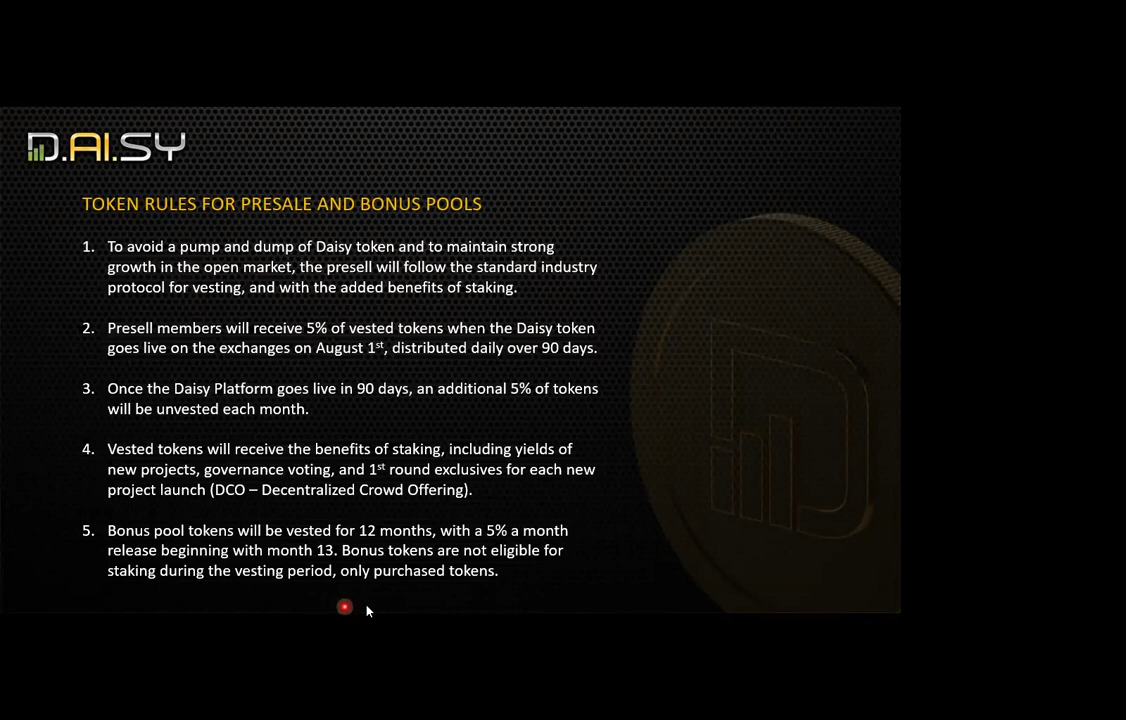 D.AI.SY
TOKEN RULES FOR PRESALE AND BONUS POOLS
1. To avoid a pump and dump of Daisy token and to maintain strong
growth in the open market, the presell will follow the standard industry
protocol for vesting, and with the added benefits of staking.
2. Presell members will receive 5% of vested tokens when the Daisy token
goes live on the exchanges on August 1st, distributed daily over 90 days.
3. Once the Daisy Platform goes live in 90 days, an additional 5% of tokens
will be unvested each month.
4. Vested tokens will receive the benefits of staking, including yields of
new projects, governance voting, and 1st round exclusives for each new
project launch (DCO – Decentralized Crowd Offering).
5. Bonus pool tokens will be vested for 12 months, with a 5% a month
release beginning with month 13. Bonus tokens are not eligible for
staking during the vesting period, only purchased tokens.